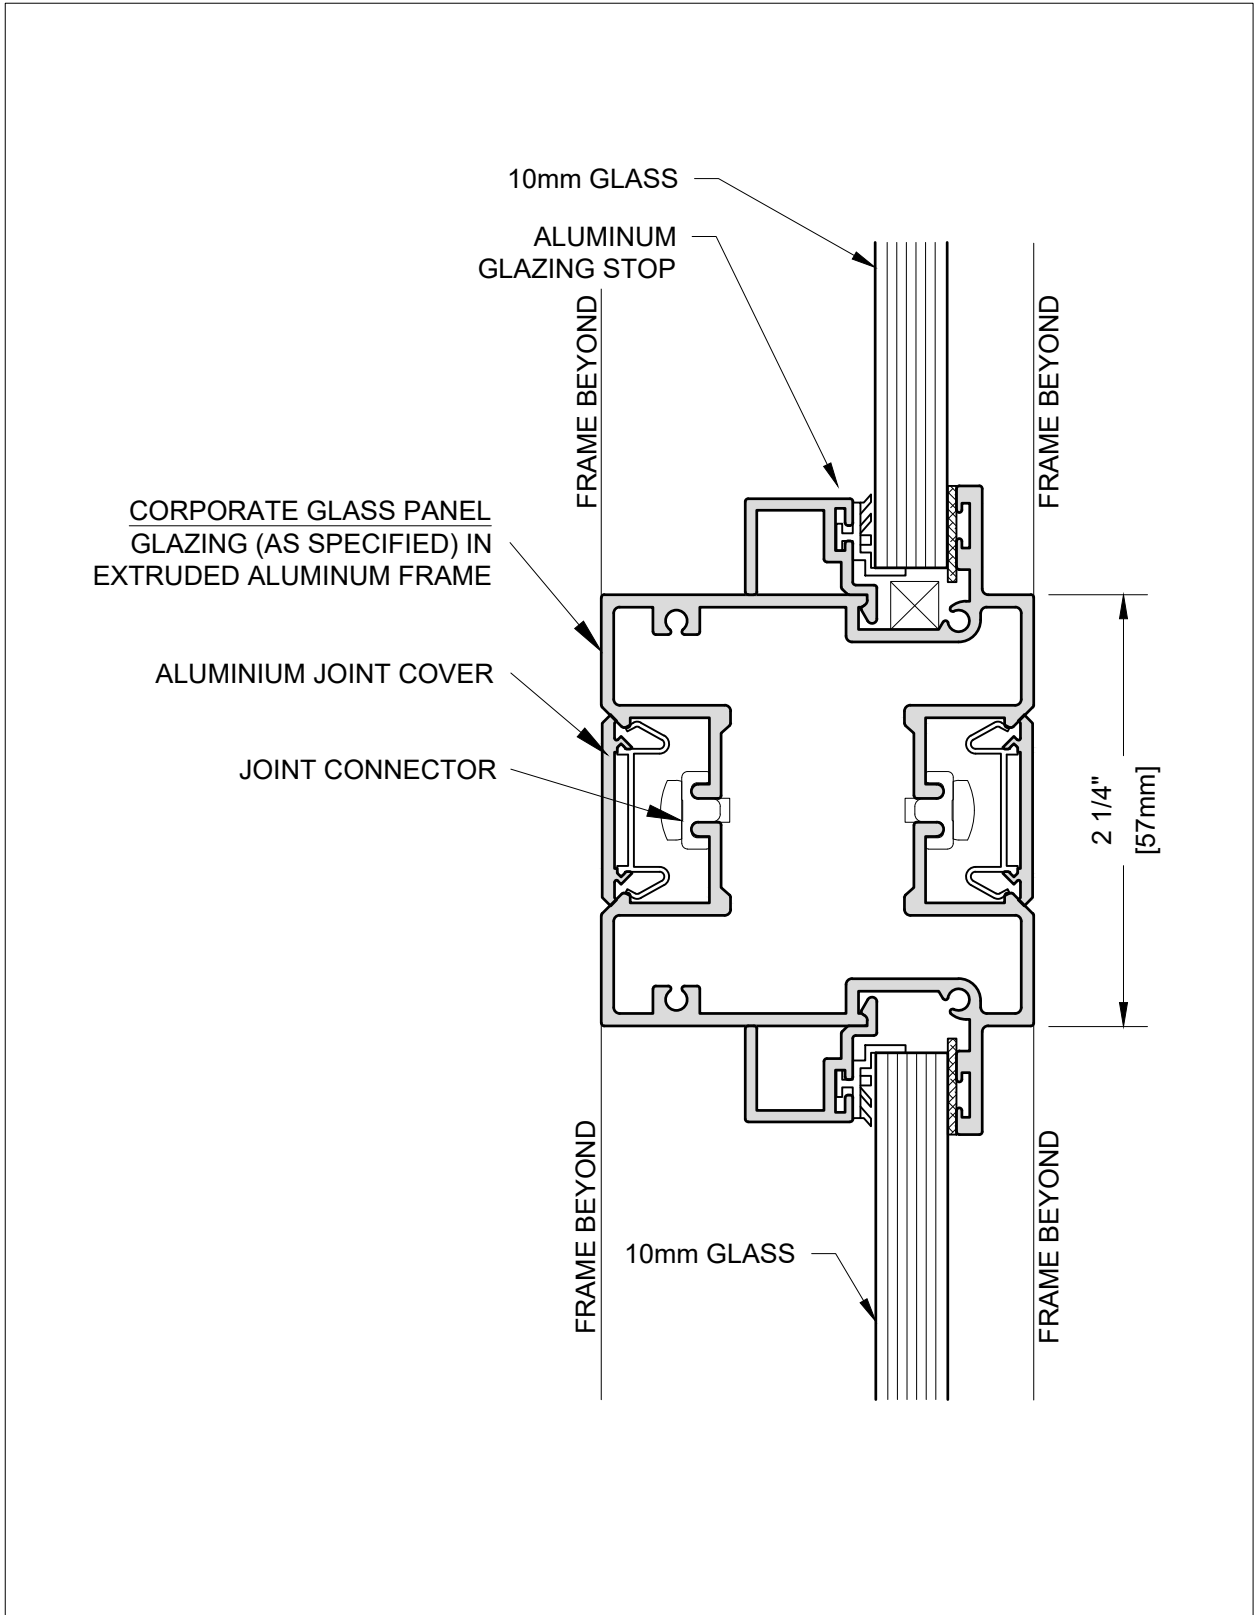 10mm GLASS
ALUMINUM
GLAZING STOP
FRAME BEYOND
FRAME BEYOND
CORPORATE GLASS PANEL
GLAZING (AS SPECIFIED) IN
EXTRUDED ALUMINUM FRAME
ALUMINIUM JOINT COVER
JOINT CONNECTOR
2 1/4"
[57mm]
FRAME BEYOND
FRAME BEYOND
10mm GLASS